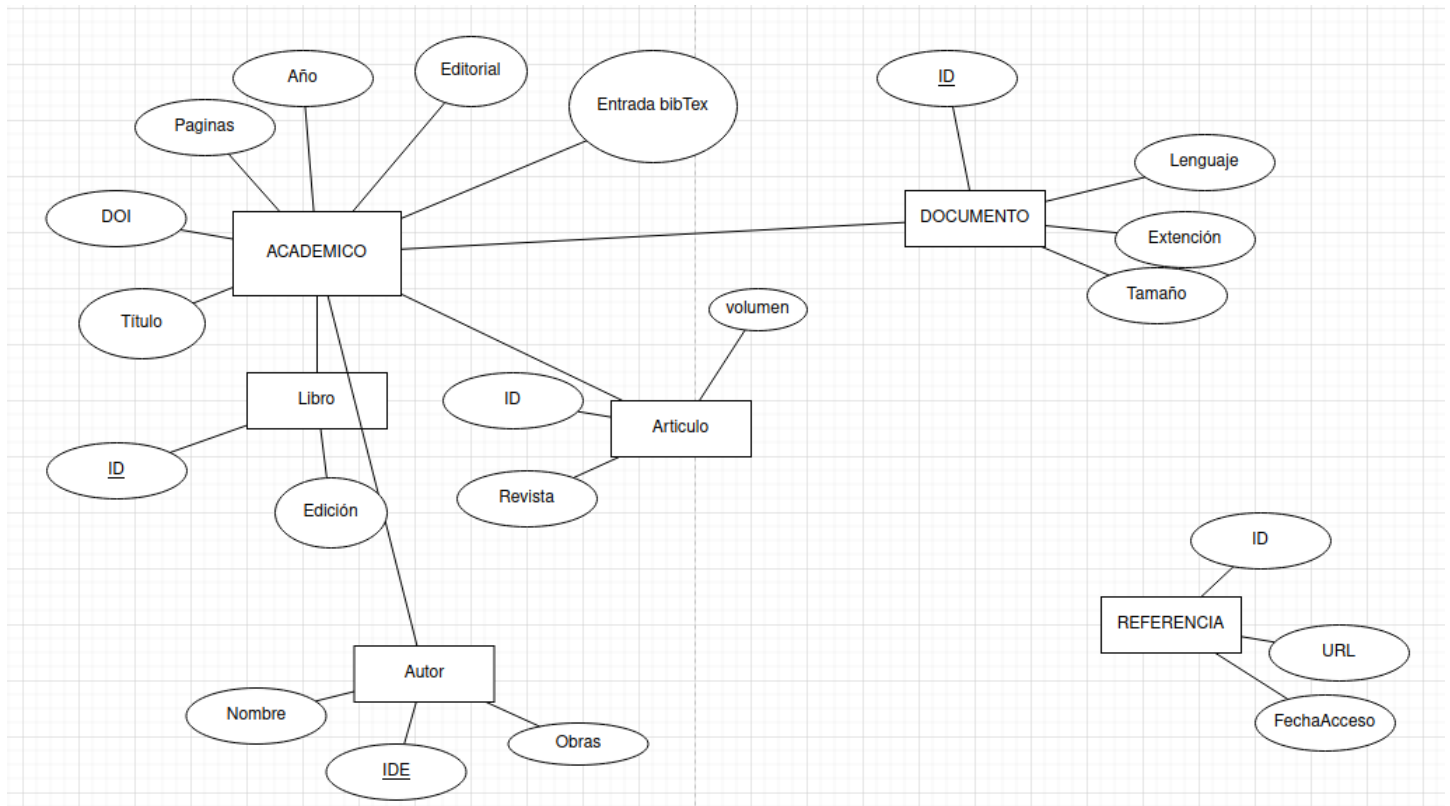 Año
Editorial
Entrada bibTex
Paginas
DOI
ACADEMICO
Título
ID
Lenguaje
DOCUMENTO
Extención
Tamaño
volumen
Libro
ID
Articulo
ID
Edición
Revista
ID
REFERENCIA
URL
FechaAcceso
Autor
Nombre
IDE
Obras